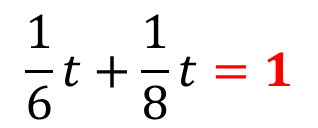 1/6 t + 1/8 t = 1